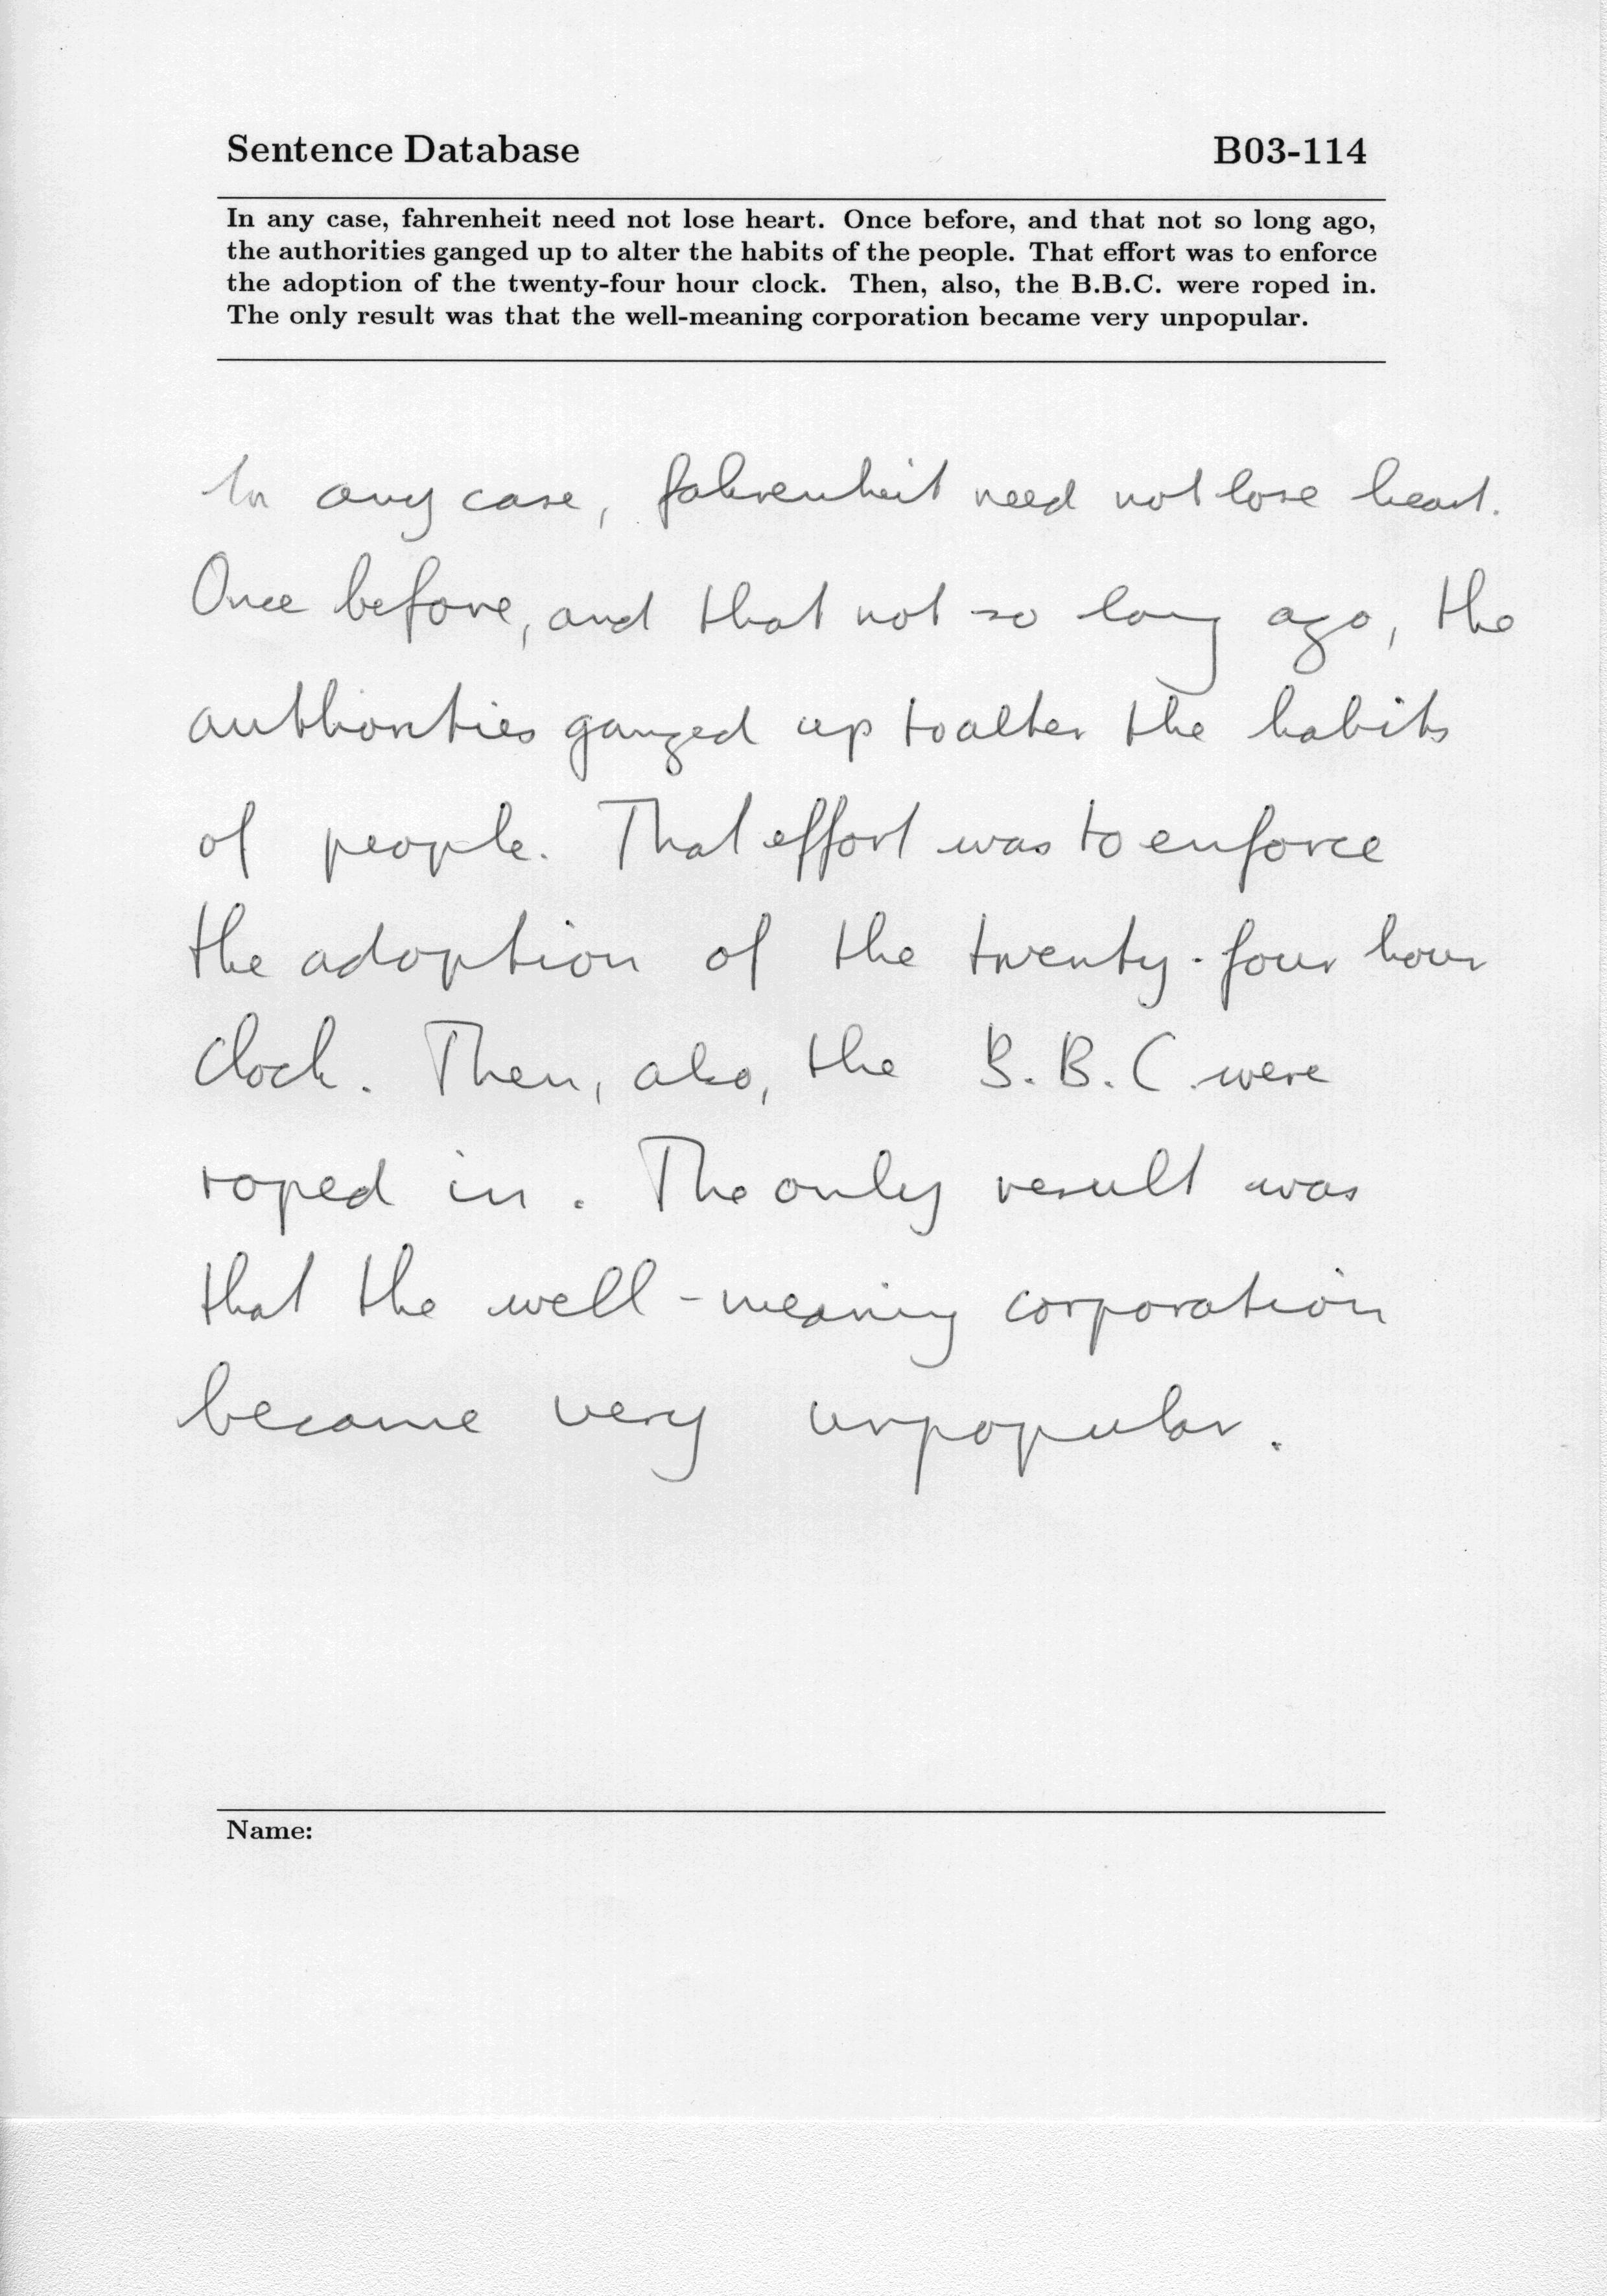 Sentence Database B03-114
In any case, fahrenheit need not lose heart. Once before, and that not so long ago,
the authorities ganged up to alter the habits of the people. That effort was to enforce
the adoption of the twenty-four hour clock. Then, also, the B.B.C. were roped in.
The only result was that the well-meaning corporation became very unpopular.
In any case, fahrenheit need not lose heart.
Once before, and that not so long ago, the
authorities ganged up to alter the habits
of people. That effort was to enforce
the adoption of the twenty-four hour
clock. Then, also, the B.B.C. were
roped in. The only result was
that the well-meaning corporation
became very unpopular.
Name: